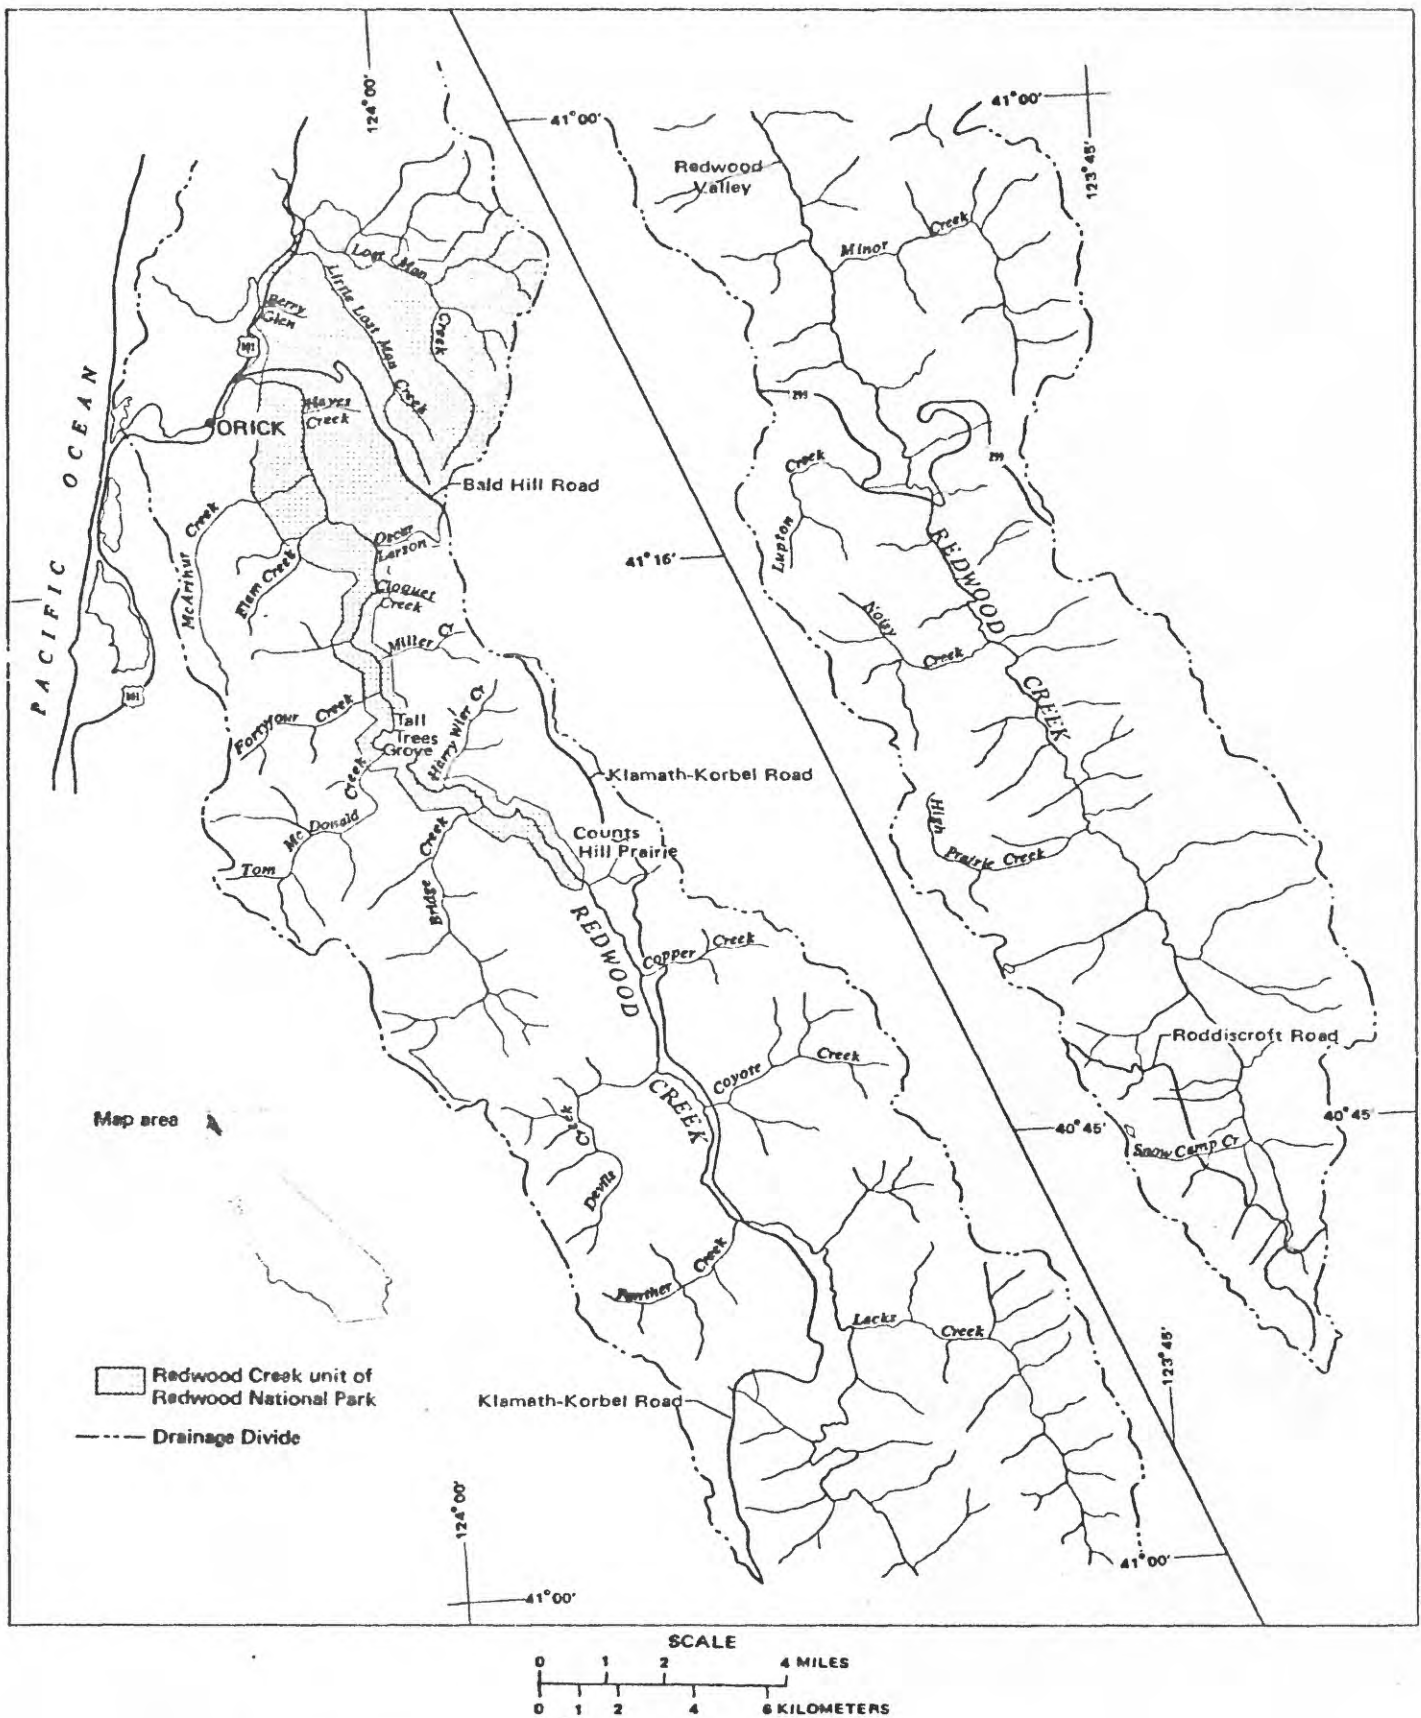 124°00'
41°00'
41°00'
123°45'
Redwood
Valley
Minor
Creek
Lost Man
Creek
Little Lost Man Creek
Berry
Glen
101
Hayes
Creek
ORICK
PACIFIC OCEAN
299
299
Bald Hill Road
McArthur Creek
Elam Creek
Oscar
Larson
Cloquet
Creek
Miller Cr
101
41°16'
Creek
Lupton
REDWOOD
CREEK
Noisy
Creek
Fortyfour Creek
Tall
Trees
Grove
Harry Wier Cr
Klamath-Korbel Road
McDonald Creek
Tom
Bridge Creek
Counts
Hill Prairie
High
Prairie Creek
REDWOOD
CREEK
Copper Creek
Coyote Creek
Roddiscroft Road
Map area
Creek
Devils
40°45'
40°45'
Snow Camp Cr
Panther Creek
Lacks Creek
Redwood Creek unit of
Redwood National Park
Drainage Divide
Klamath-Korbel Road
123°45'
124°00'
41°00'
41°00'
SCALE
0 1 2 4 MILES
0 1 2 4 6 KILOMETERS